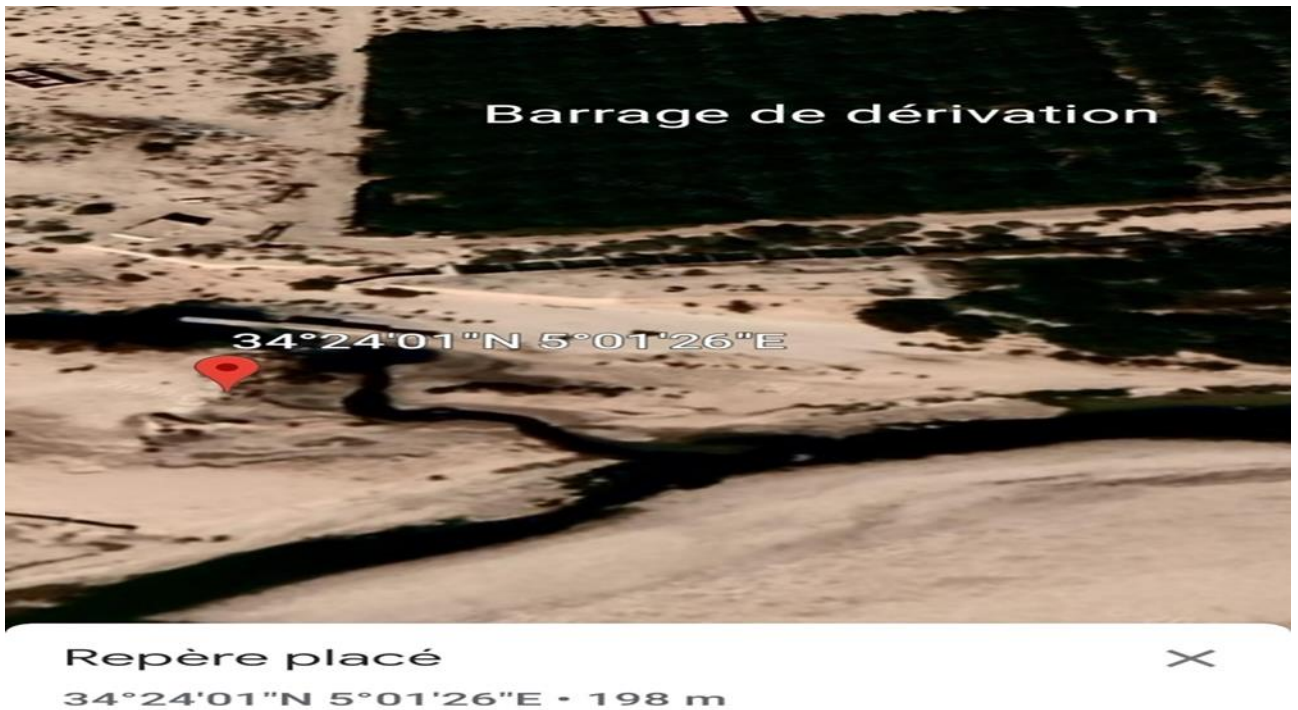 Barrage de dérivation
34°24'01"N 5°01'26"E
Repère placé
34°24'01"N 5°01'26"E • 198 m